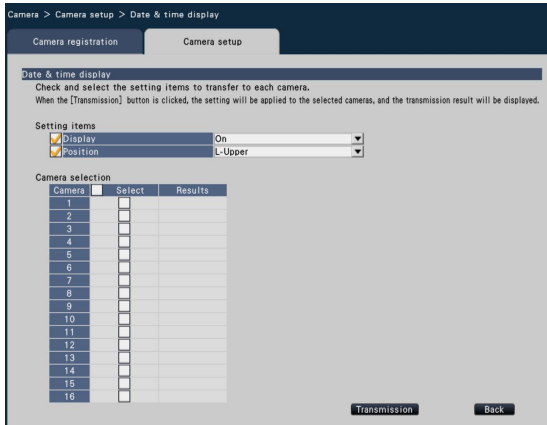 Camera > Camera setup > Date & time display
Camera registration
Camera setup
Date & time display
Check and select the setting items to transfer to each camera.
When the [Transmission] button is clicked, the setting will be applied to the selected cameras, and the transmission result will be displayed.
Setting items
Display On
Position L-Upper
Camera selection
Camera Select Results
1
2
3
4
5
6
7
8
9
10
11
12
13
14
15
16
Transmission Back